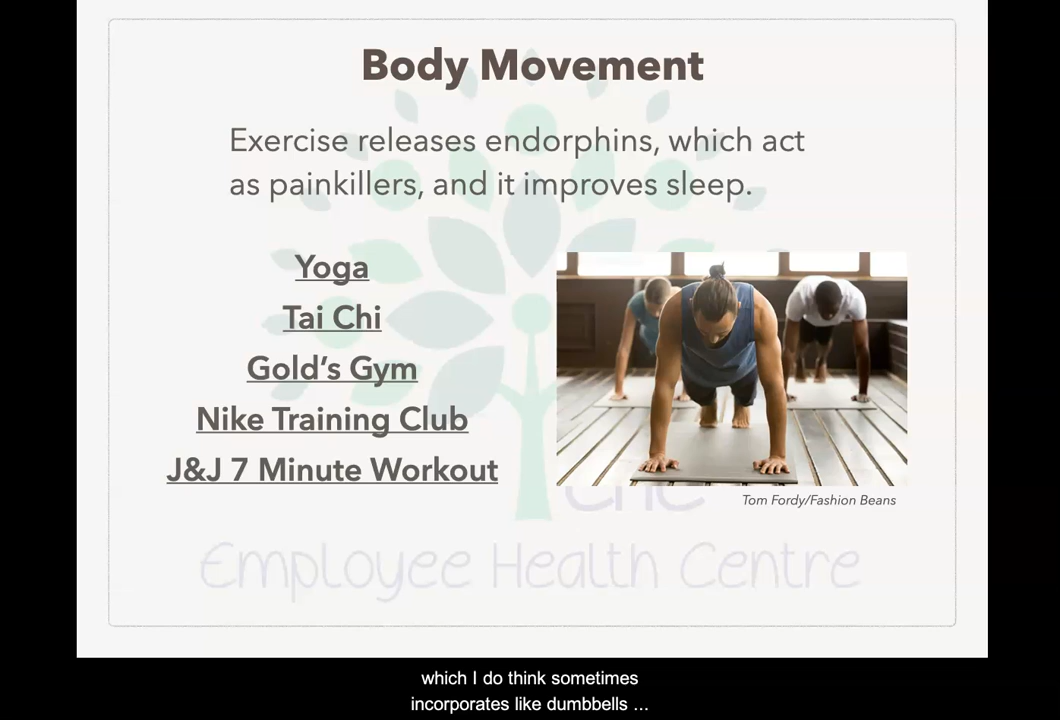 Body Movement
Exercise releases endorphins, which act
as painkillers, and it improves sleep.
Yoga
Tai Chi
Gold's Gym
Nike Training Club
J&J 7 Minute Workout
Tom Fordy/Fashion Beans
Employee Health Centre
which I do think sometimes
incorporates like dumbbells ...